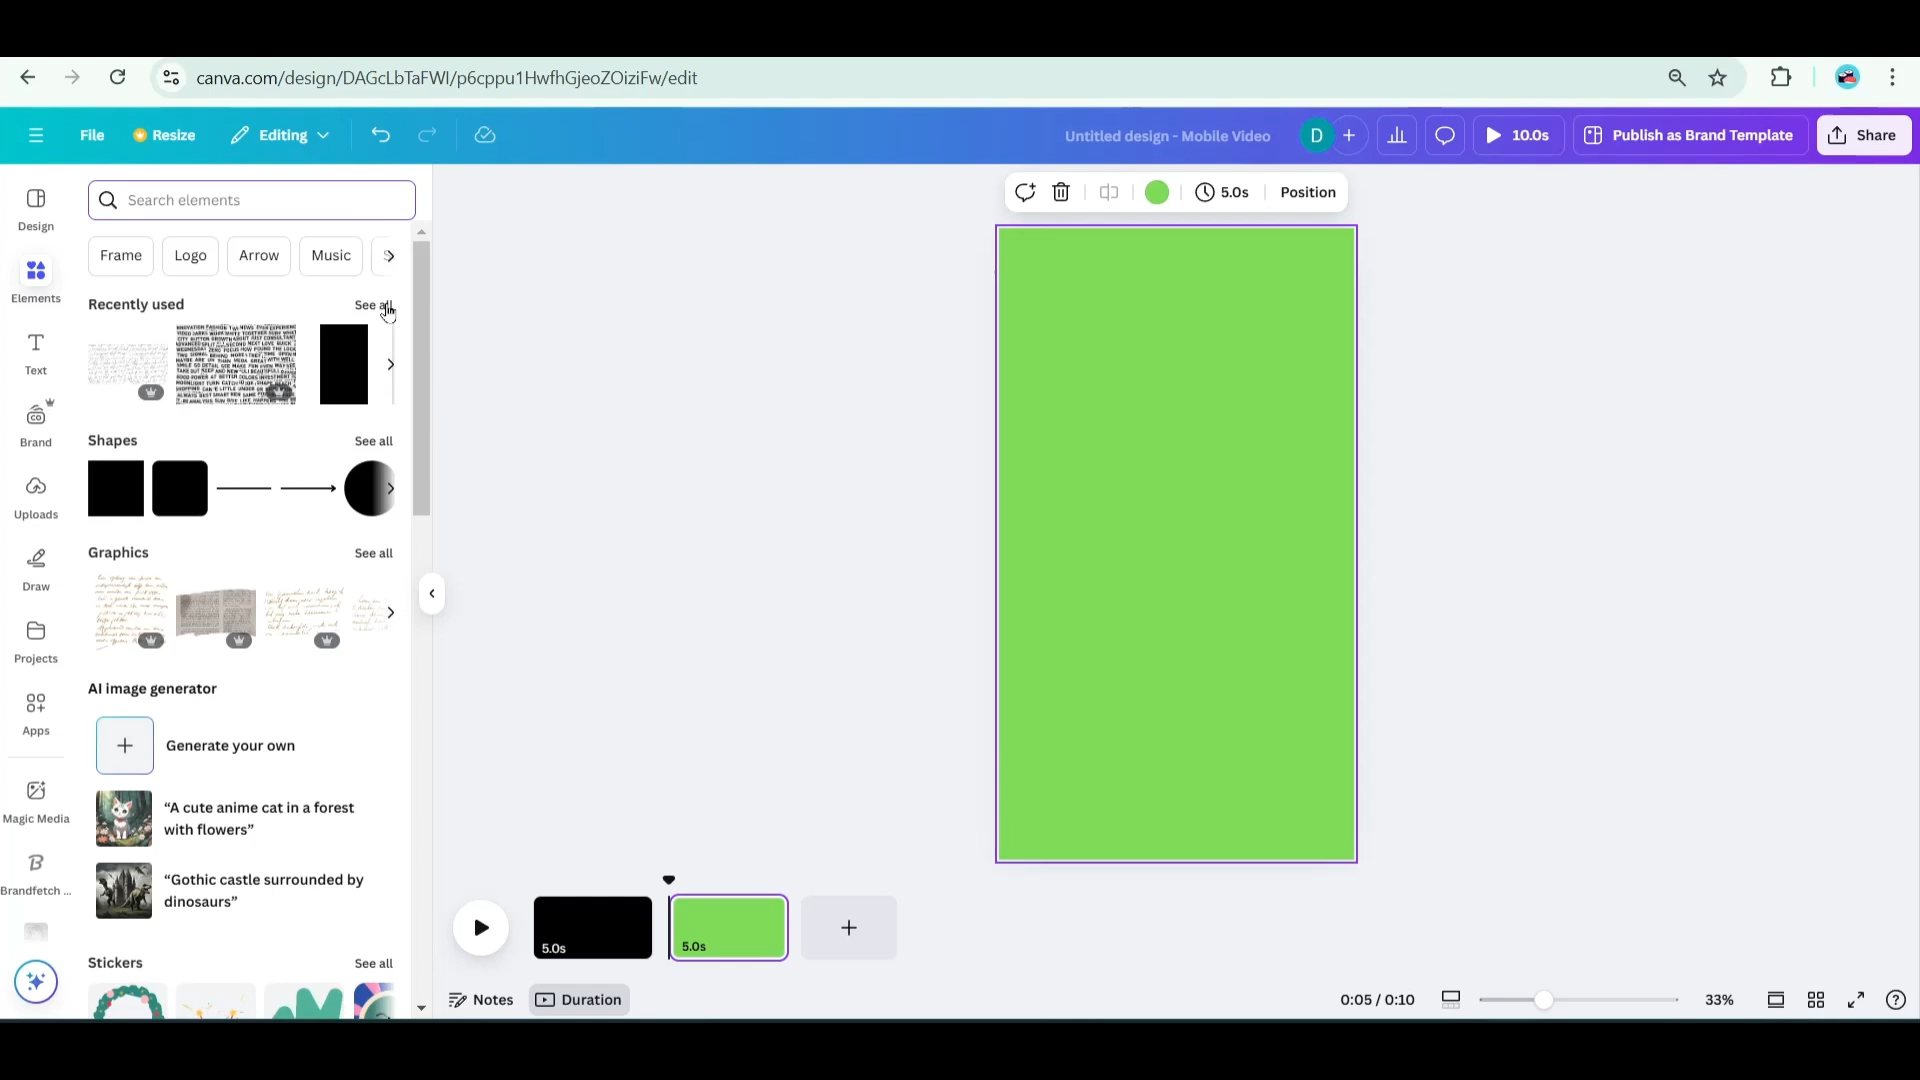 canva.com/design/DAGcLbTaFWI/p6cppu1HwfhGjeoZOiziFw/edit
File
Resize
Editing
Untitled design - Mobile Video
D
10.0s
Publish as Brand Template
Share
Design
Elements
Text
Brand
Uploads
Draw
Projects
Apps
Magic Media
Brandfetch ...
Search elements
Frame
Logo
Arrow
Music
Recently used
See all
Shapes
See all
Graphics
See all
AI image generator
Generate your own
“A cute anime cat in a forest
with flowers”
“Gothic castle surrounded by
dinosaurs”
Stickers
See all
5.0s
Position
5.0s
5.0s
Notes
Duration
0:05 / 0:10
33%